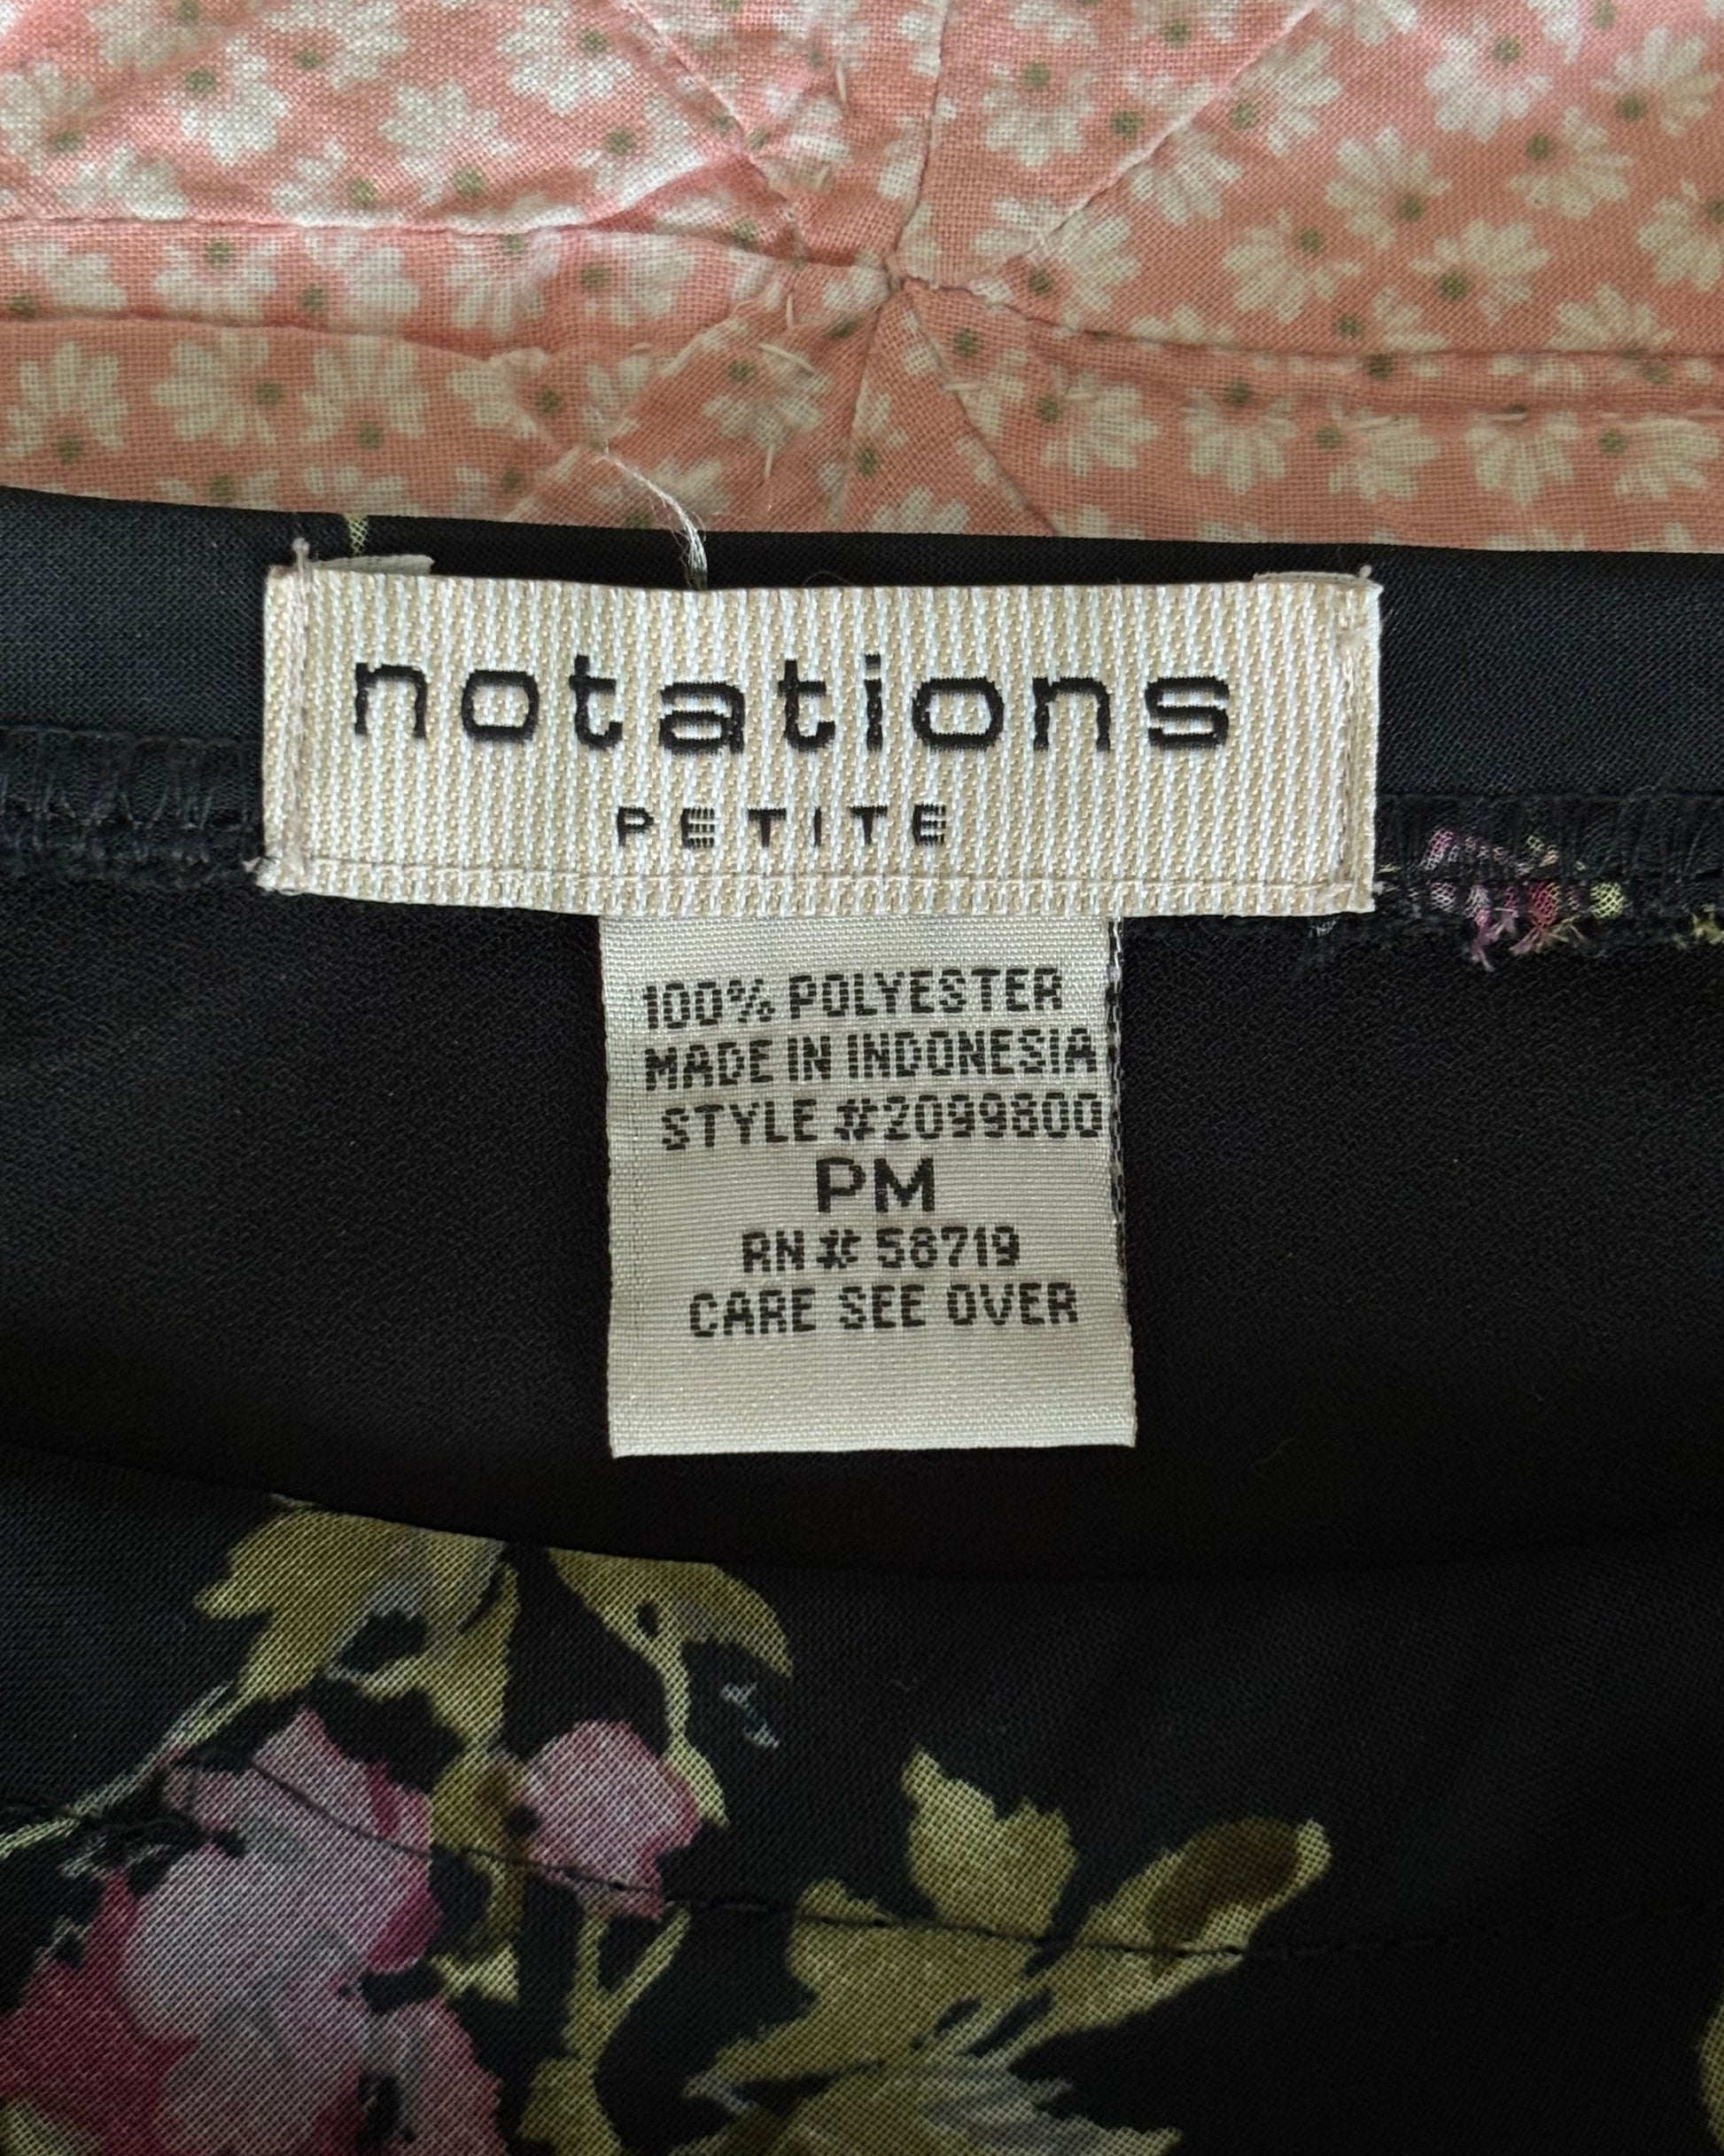 notations
PETITE
100% POLYESTER
MADE IN INDONESIA
STYLE #2099800
PM
RN# 58719
CARE SEE OVER